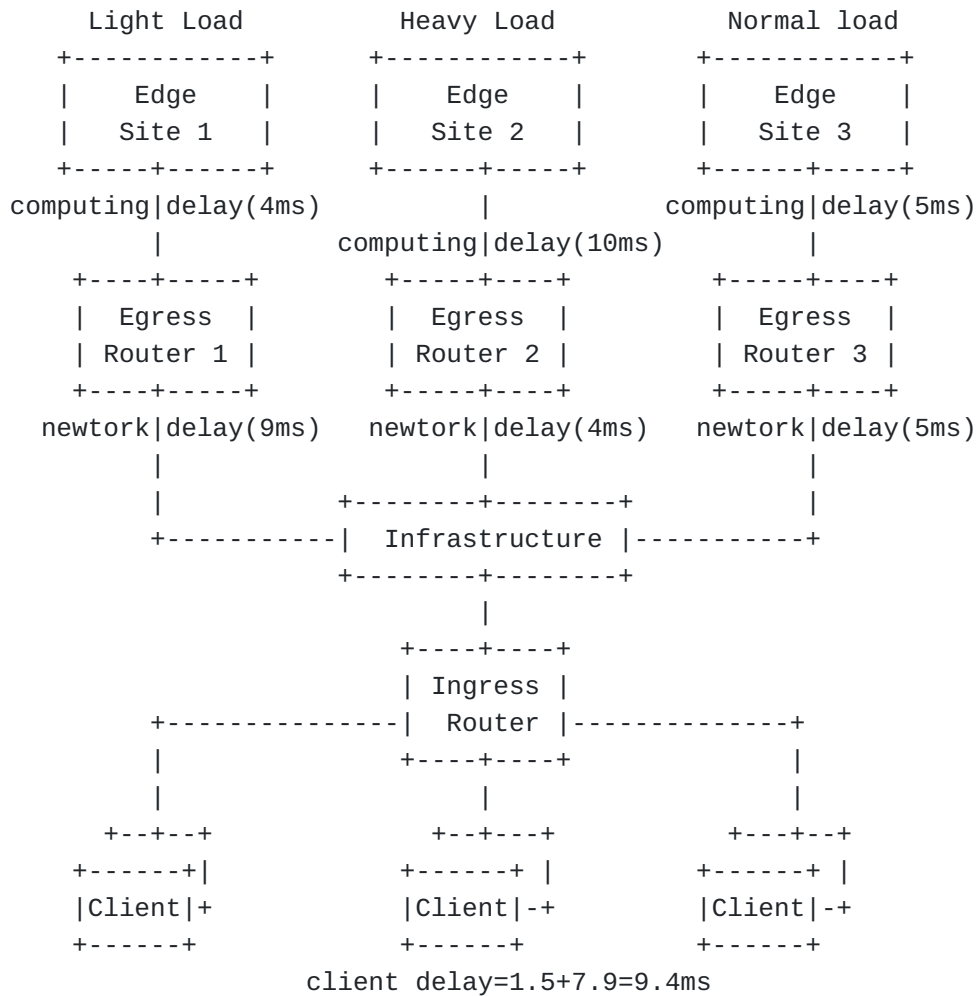 Light Load          Heavy Load          Normal load
+------------+      +------------+       +------------+
|    Edge    |      |    Edge    |       |    Edge    |
|   Site 1   |      |   Site 2   |       |   Site 3   |
+-----+------+      +------+-----+       +------+-----+
computing|delay(4ms)          |           computing|delay(5ms)
|           computing|delay(10ms)         |
+----+-----+        +-----+----+         +-----+----+
|  Egress  |        |  Egress  |         |  Egress  |
| Router 1 |        | Router 2 |         | Router 3 |
+----+-----+        +-----+----+         +-----+----+
newtork|delay(9ms)   newtork|delay(4ms)   newtork|delay(5ms)
|                    |                    |
|           +--------+--------+           |
+-----------|  Infrastructure |-----------+
+--------+--------+
|
+----+----+
| Ingress |
+---------------|  Router |--------------+
|               +----+----+              |
|                    |                   |
+--+--+              +--+---+           +---+--+
+------+|            +------+ |         +------+ |
|Client|+            |Client|-+         |Client|-+
+------+             +------+           +------+
client delay=1.5+7.9=9.4ms